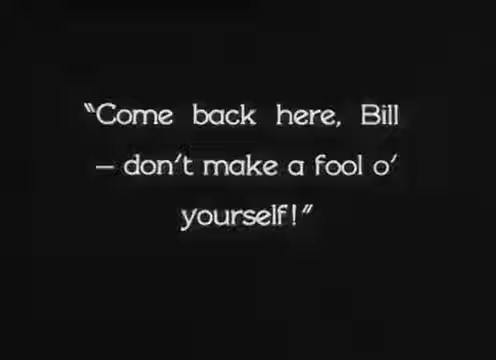 “Come back here, Bill
– don't make a fool o'
yourself!”